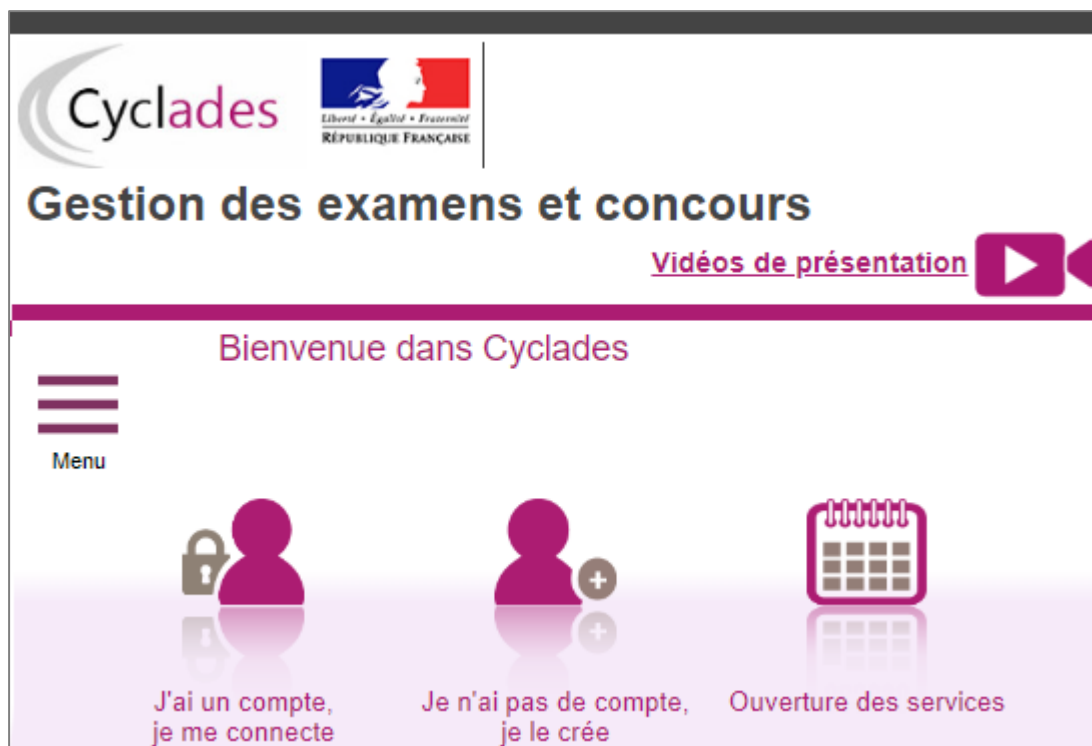 Cyclades
Liberté • Égalité • Fraternité
RÉPUBLIQUE FRANÇAISE
Gestion des examens et concours
Vidéos de présentation
Bienvenue dans Cyclades
Menu
J'ai un compte,
je me connecte
Je n'ai pas de compte,
je le crée
Ouverture des services